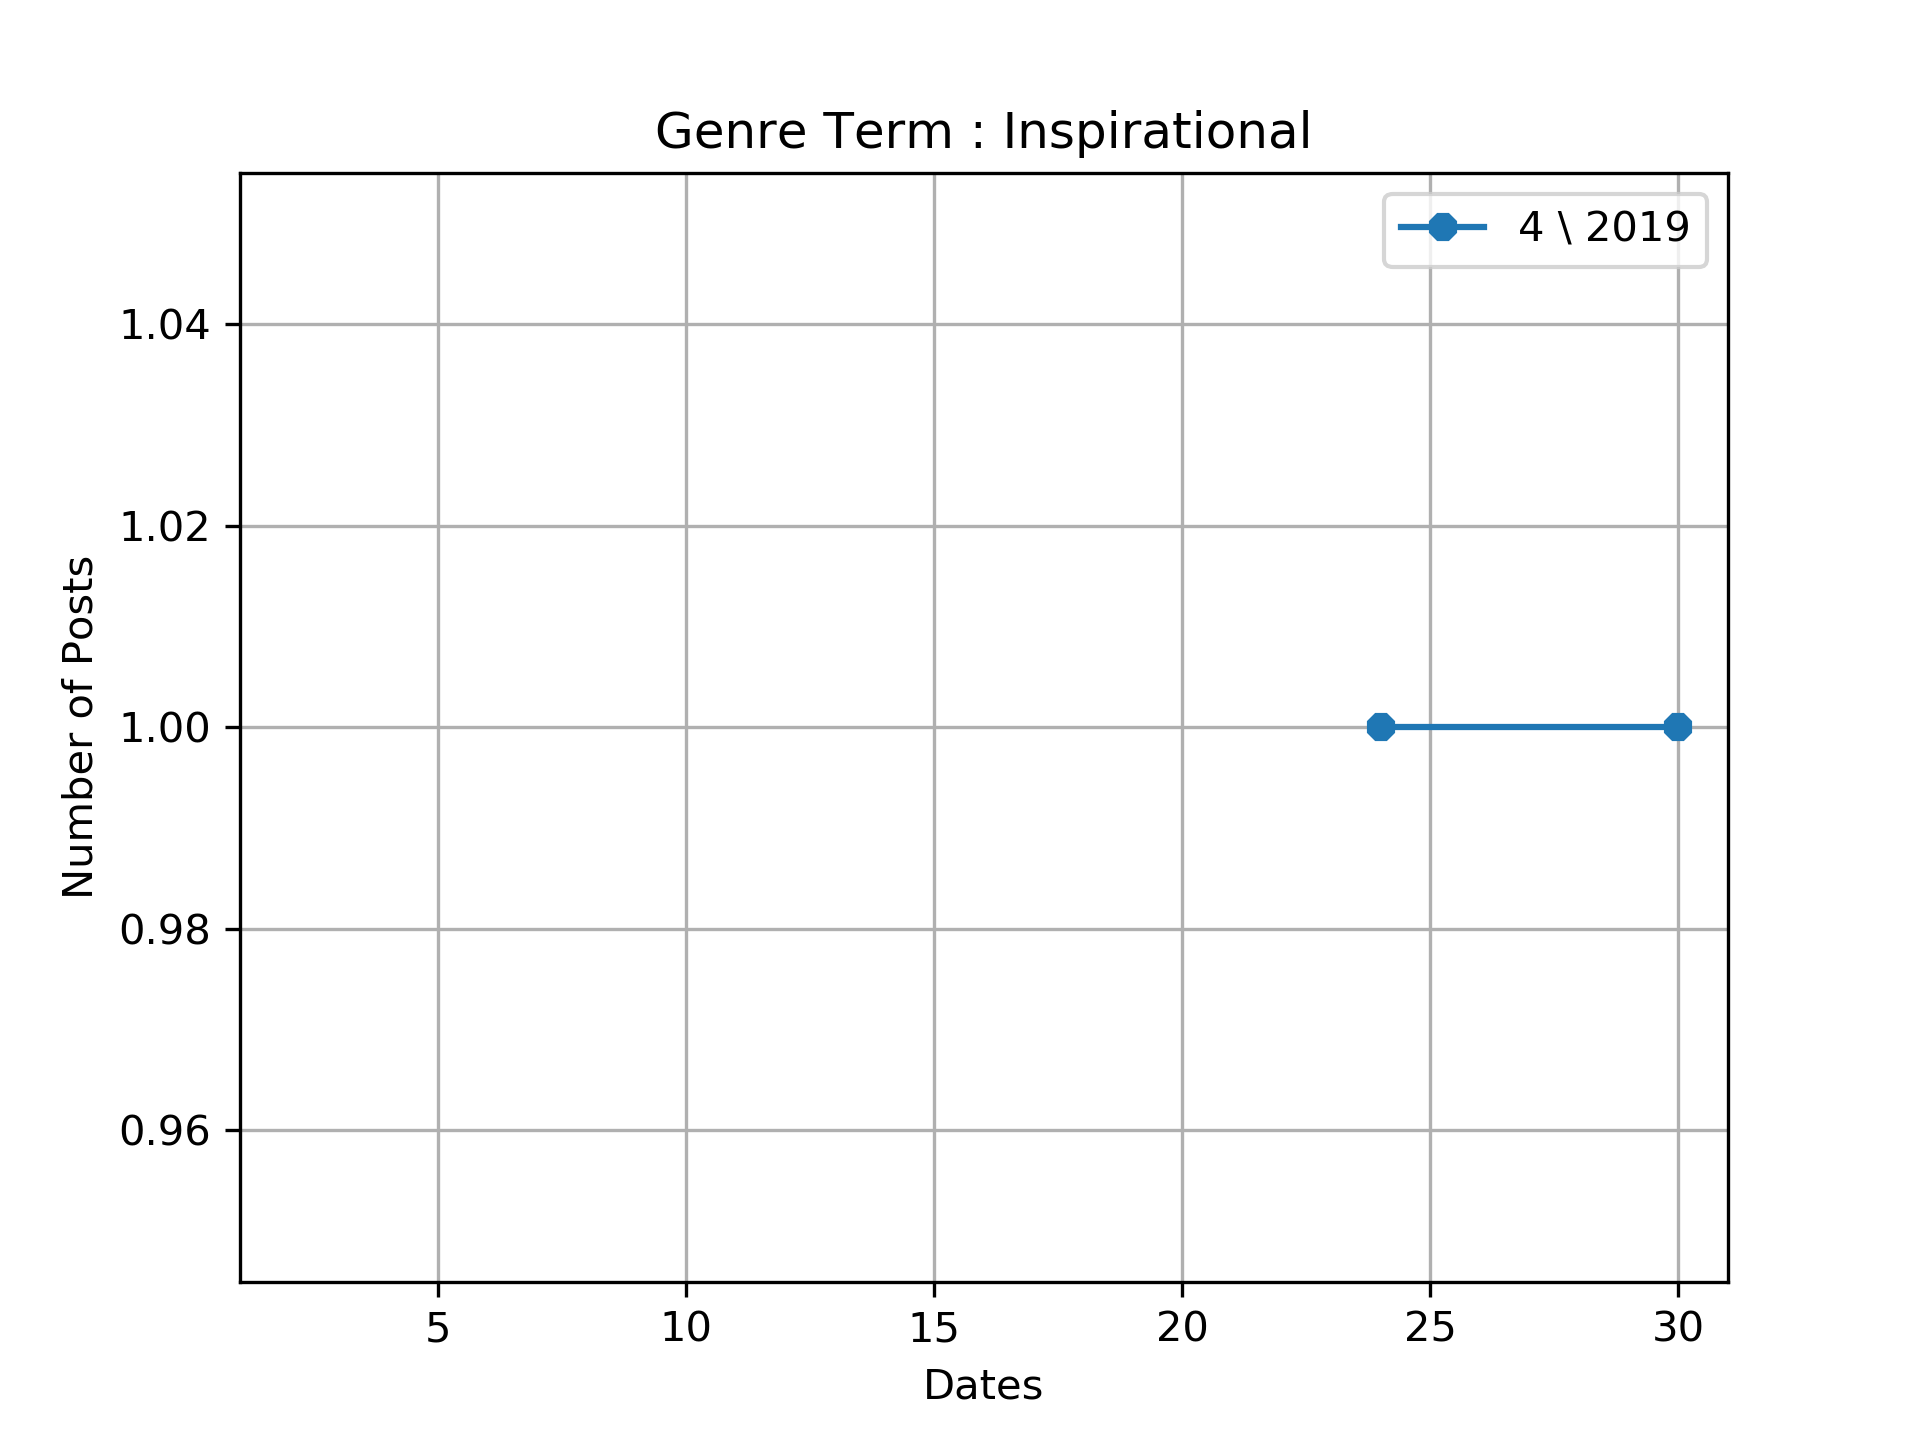 Genre Term : Inspirational
4 \ 2019
1.04
1.02
1.00
0.98
0.96
Number of Posts
5 10 15 20 25 30
Dates